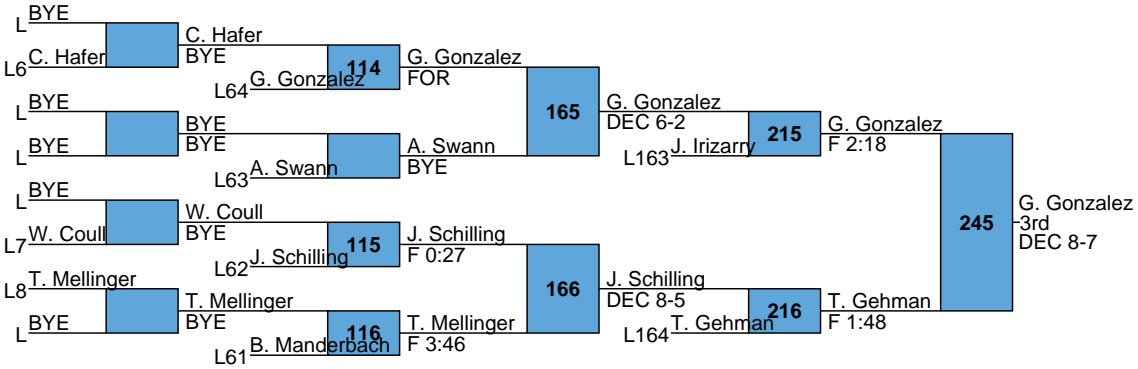 L BYE
L6 C. Hafer
C. Hafer
BYE
L64 G. Gonzalez
114
G. Gonzalez
FOR
L BYE
L BYE
BYE
BYE
L63 A. Swann
A. Swann
BYE
165
G. Gonzalez
DEC 6-2
L163 J. Irizarry
215
G. Gonzalez
F 2:18
L BYE
L7 W. Coull
W. Coull
BYE
L62 J. Schilling
115
J. Schilling
F 0:27
L8 T. Mellinger
L BYE
T. Mellinger
BYE
L61 B. Manderbach
116
T. Mellinger
F 3:46
166
J. Schilling
DEC 8-5
L164 T. Gehman
216
T. Gehman
F 1:48
245
G. Gonzalez
3rd
DEC 8-7